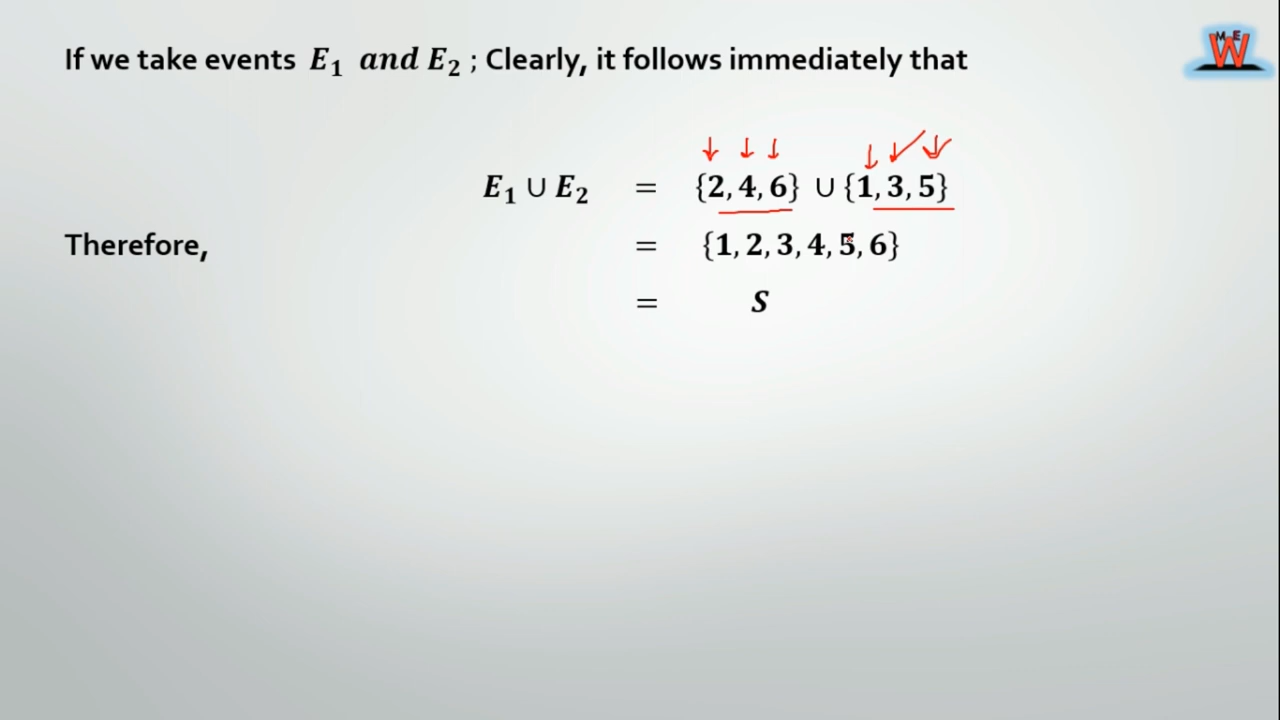 If we take events E₁ and E₂ ; Clearly, it follows immediately that
M E
W
E₁ ∪ E₂ = {2, 4, 6} ∪ {1, 3, 5}
Therefore, = {1, 2, 3, 4, 5, 6}
= S